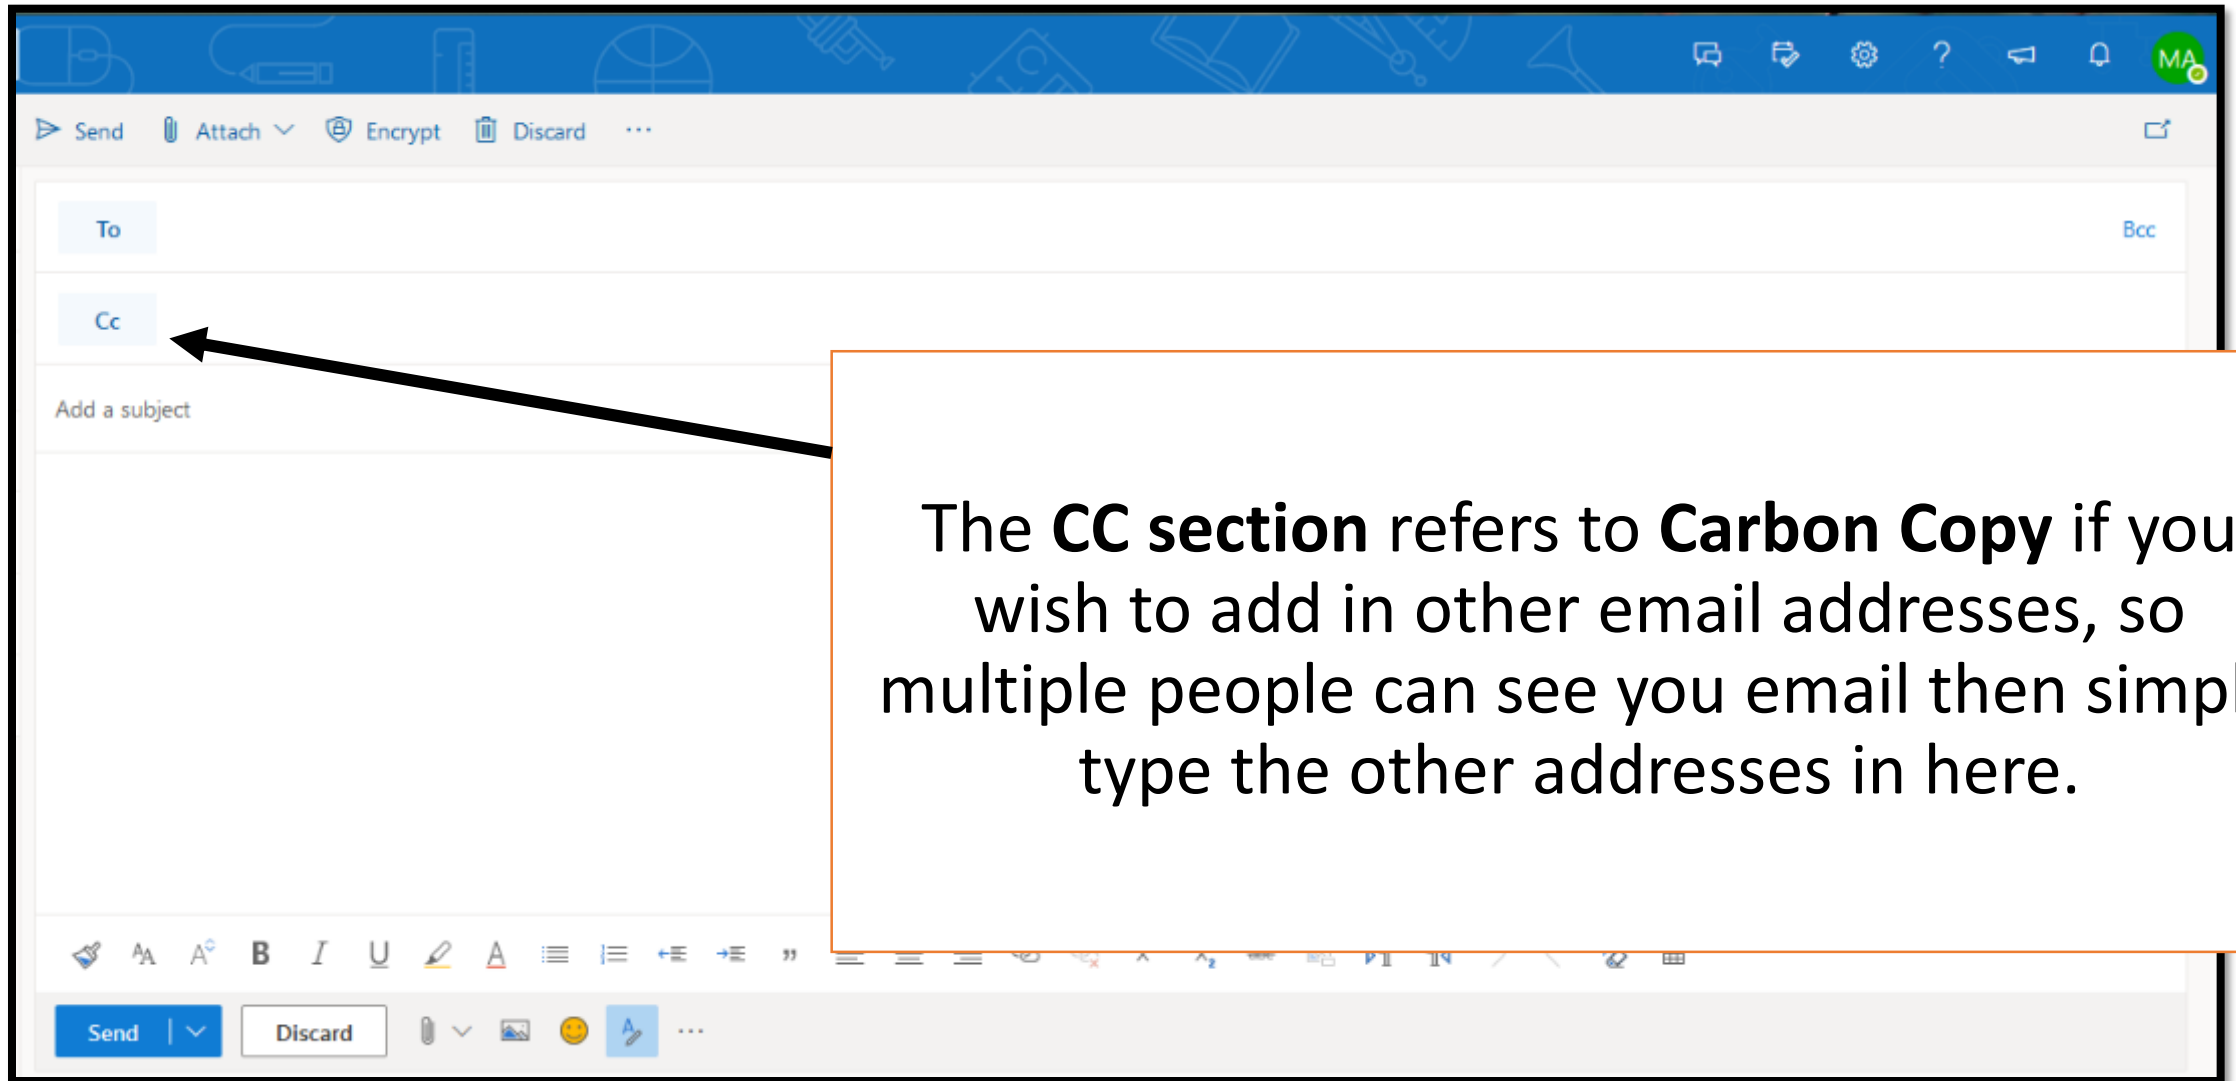 MA
Send Attach Encrypt Discard ...
To Bcc
Cc
Add a subject
The CC section refers to Carbon Copy if you
wish to add in other email addresses, so
multiple people can see you email then simpl
type the other addresses in here.
Send Discard ...